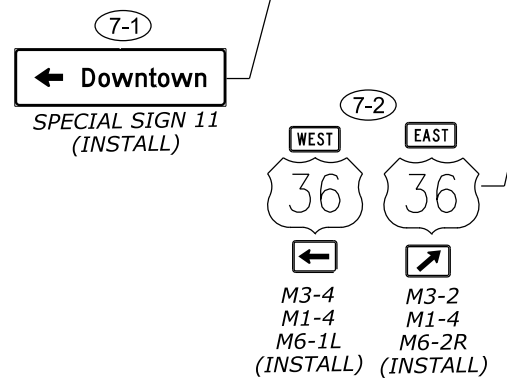 7-1
← Downtown
SPECIAL SIGN 11
(INSTALL)
7-2
WEST EAST
36 36
← ↗
M3-4 M3-2
M1-4 M1-4
M6-1L M6-2R
(INSTALL) (INSTALL)